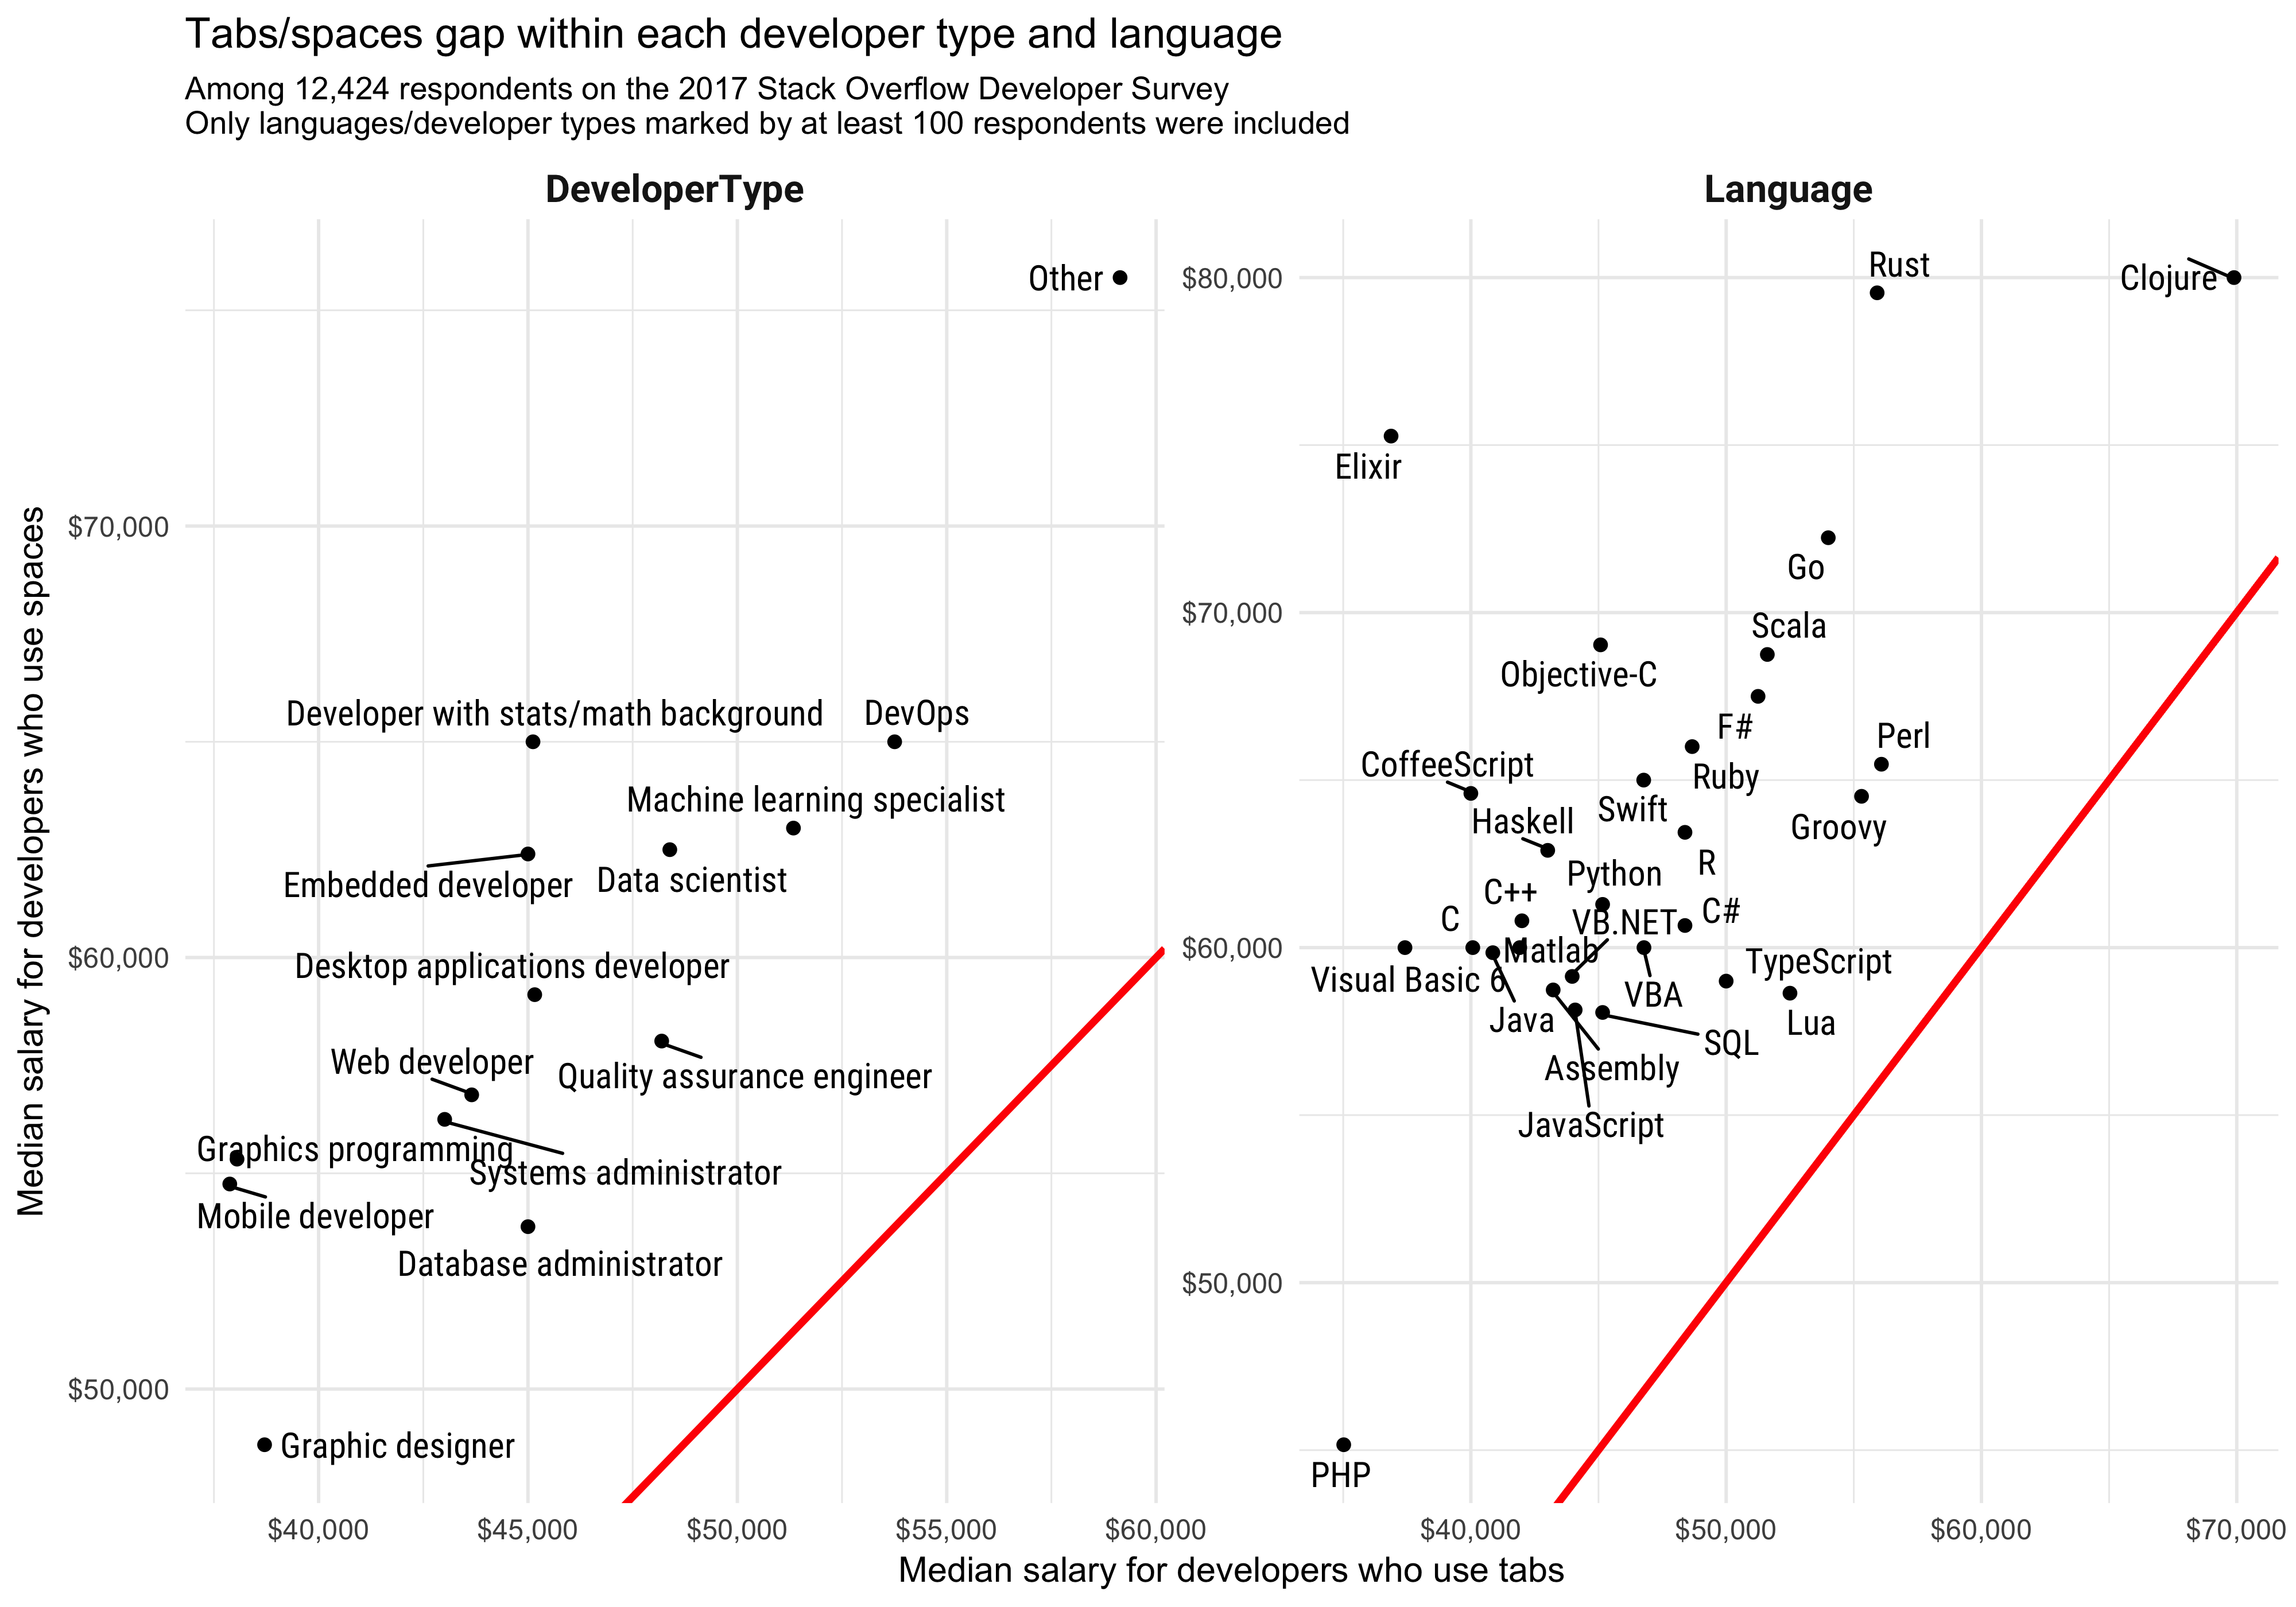 Tabs/spaces gap within each developer type and language
Among 12,424 respondents on the 2017 Stack Overflow Developer Survey
Only languages/developer types marked by at least 100 respondents were included
DeveloperType
Median salary for developers who use spaces
$70,000
$60,000
$50,000
Other
Developer with stats/math background
DevOps
Machine learning specialist
Embedded developer
Data scientist
Desktop applications developer
Web developer
Quality assurance engineer
Graphics programming
Systems administrator
Mobile developer
Database administrator
Graphic designer
$40,000
$45,000
$50,000
$55,000
$60,000
Language
$80,000
$70,000
$60,000
$50,000
Rust
Clojure
Elixir
Go
Scala
Objective-C
F#
Perl
CoffeeScript
Ruby
Swift
Haskell
Groovy
R
Python
C++
C
VB.NET
C#
Matlab
TypeScript
Visual Basic 6
VBA
Java
Lua
SQL
Assembly
JavaScript
PHP
$40,000
$50,000
$60,000
$70,000
Median salary for developers who use tabs